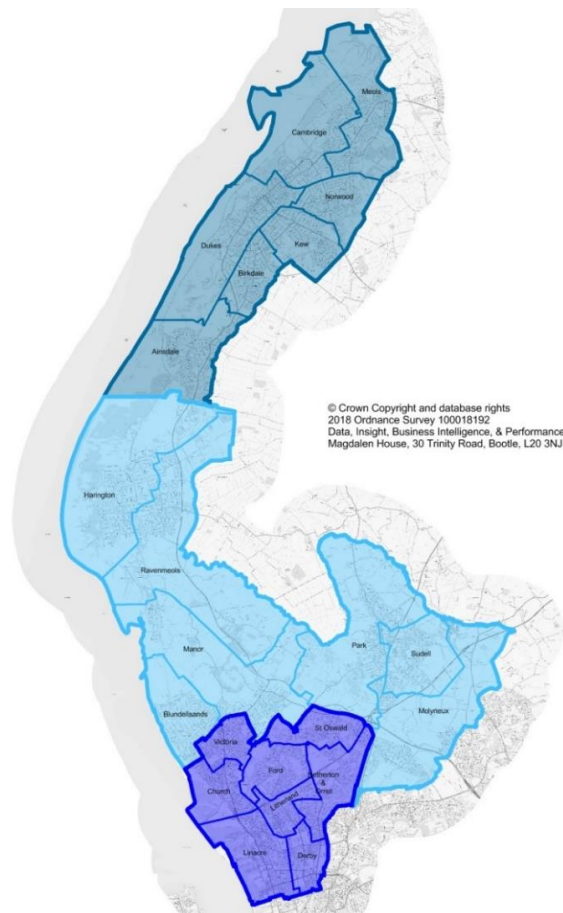 Meols
Cambridge
Norwood
Dukes
Kew
Birkdale
Ainsdale
© Crown Copyright and database rights
2018 Ordnance Survey 100018192
Data, Insight, Business Intelligence, & Performance
Magdalen House, 30 Trinity Road, Bootle, L20 3NJ
Harington
Ravenmeols
Manor
Park
Sudell
Blundellsands
Molyneux
St Oswald
Victoria
Ford
Netherton
&
Orrell
Church
Litherland
Linacre
Derby